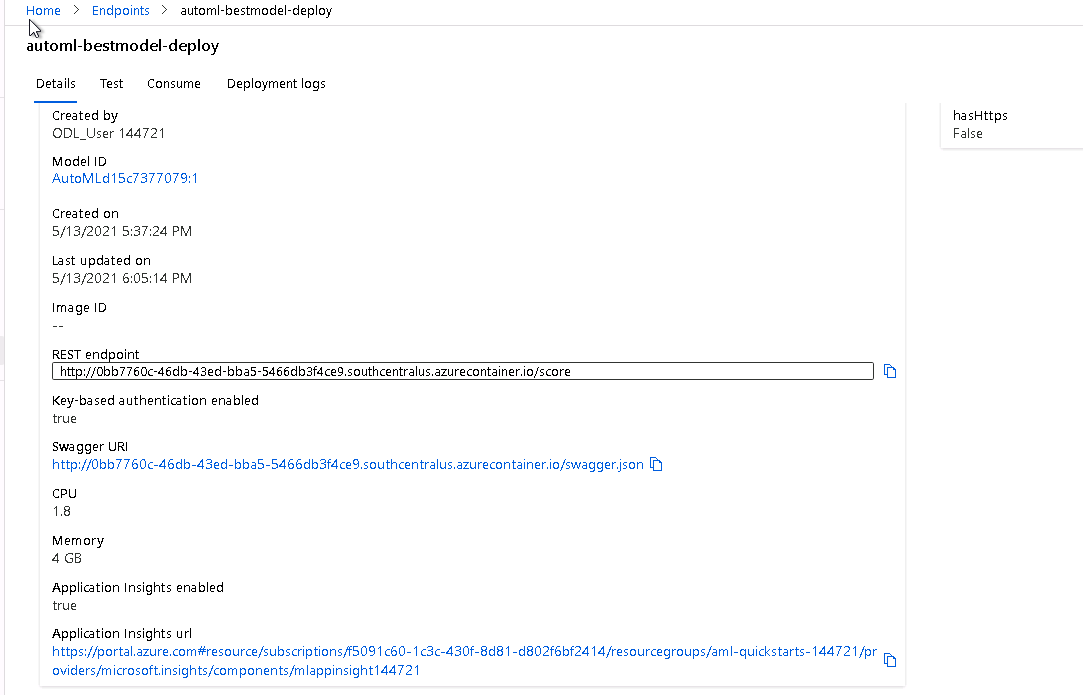 Home > Endpoints > automl-bestmodel-deploy
automl-bestmodel-deploy
Details Test Consume Deployment logs
Created by
ODL_User 144721
Model ID
AutoMLd15c7377079:1
Created on
5/13/2021 5:37:24 PM
Last updated on
5/13/2021 6:05:14 PM
Image ID
--
REST endpoint
http://0bb7760c-46db-43ed-bba5-5466db3f4ce9.southcentralus.azurecontainer.io/score
Key-based authentication enabled
true
Swagger URI
http://0bb7760c-46db-43ed-bba5-5466db3f4ce9.southcentralus.azurecontainer.io/swagger.json
CPU
1.8
Memory
4 GB
Application Insights enabled
true
Application Insights url
https://portal.azure.com#resource/subscriptions/f5091c60-1c3c-430f-8d81-d802f6bf2414/resourcegroups/aml-quickstarts-144721/pr
oviders/microsoft.insights/components/mlappinsight144721
hasHttps
False